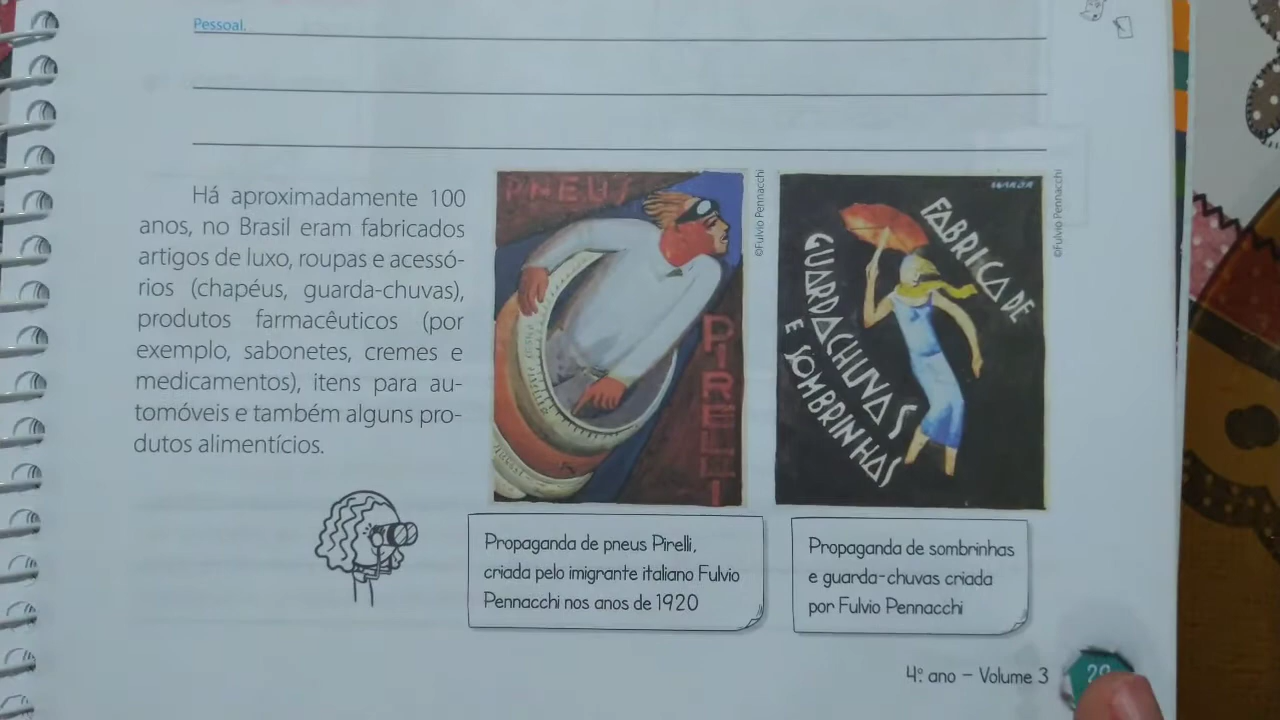 Pessoal.
Há aproximadamente 100
anos, no Brasil eram fabricados
artigos de luxo, roupas e acessó-
rios (chapéus, guarda-chuvas),
produtos farmacêuticos (por
exemplo, sabonetes, cremes e
medicamentos), itens para au-
tomóveis e também alguns pro-
dutos alimentícios.
PNEUS
PIRELLI
©Fulvio Pennacchi
FABRICA DE
GUARDACHUVAS
E SOMBRINHAS
©Fulvio Pennacchi
Propaganda de pneus Pirelli,
criada pelo imigrante italiano Fulvio
Pennacchi nos anos de 1920
Propaganda de sombrinhas
e guarda-chuvas criada
por Fulvio Pennacchi
4º. ano – Volume 3